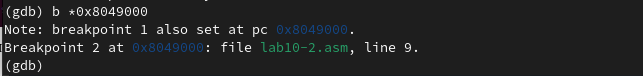 (gdb) b *0x8049000
Note: breakpoint 1 also set at pc 0x8049000.
Breakpoint 2 at 0x8049000: file lab10-2.asm, line 9.
(gdb)